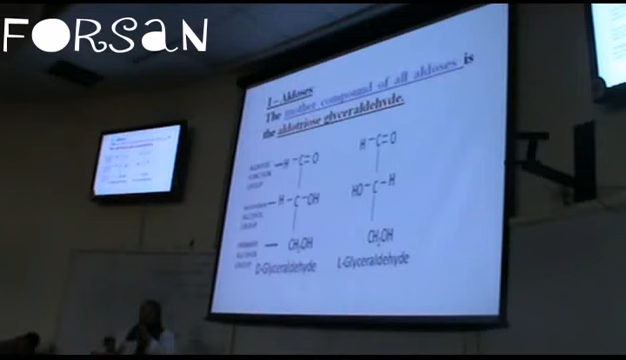 FORSAN
I - Aldoses
The mother compound of all aldoses is
the aldotriose glyceraldehyde.
ALDEHYDE
FUNCTION
GROUP
H-C=O
H-C=O
SECONDARY
ALCOHOL
GROUP
H-C-OH
HO-C-H
PRIMARY
ALCOHOL
GROUP
CH₂OH
CH₂OH
D-Glyceraldehyde
L-Glyceraldehyde